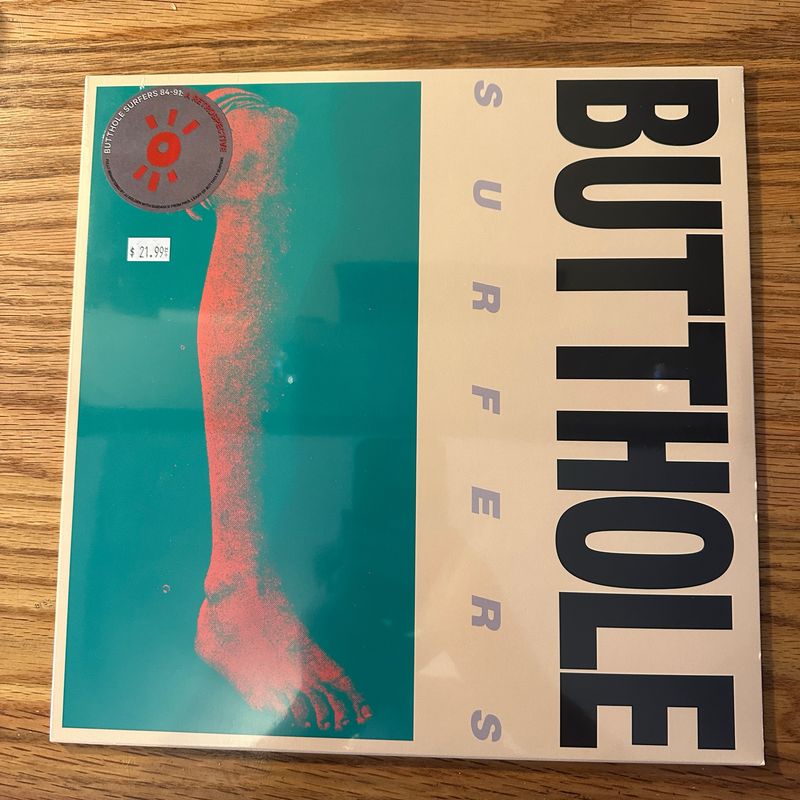 BUTTHOLE
SURFERS
BUTTHOLE SURFERS 84-91: A RETROSPECTIVE
$ 21.99